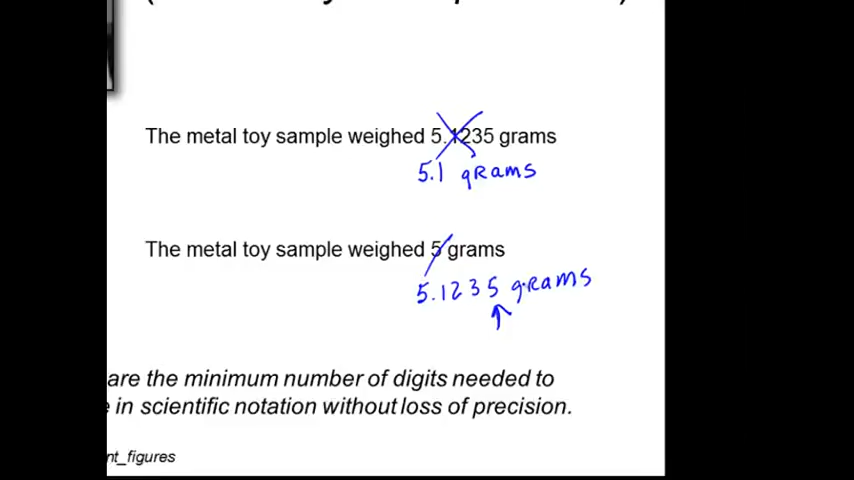 The metal toy sample weighed 5.1235 grams
5.1 grams
The metal toy sample weighed 5 grams
5.1235 grams
are the minimum number of digits needed to
e in scientific notation without loss of precision.
nt_figures